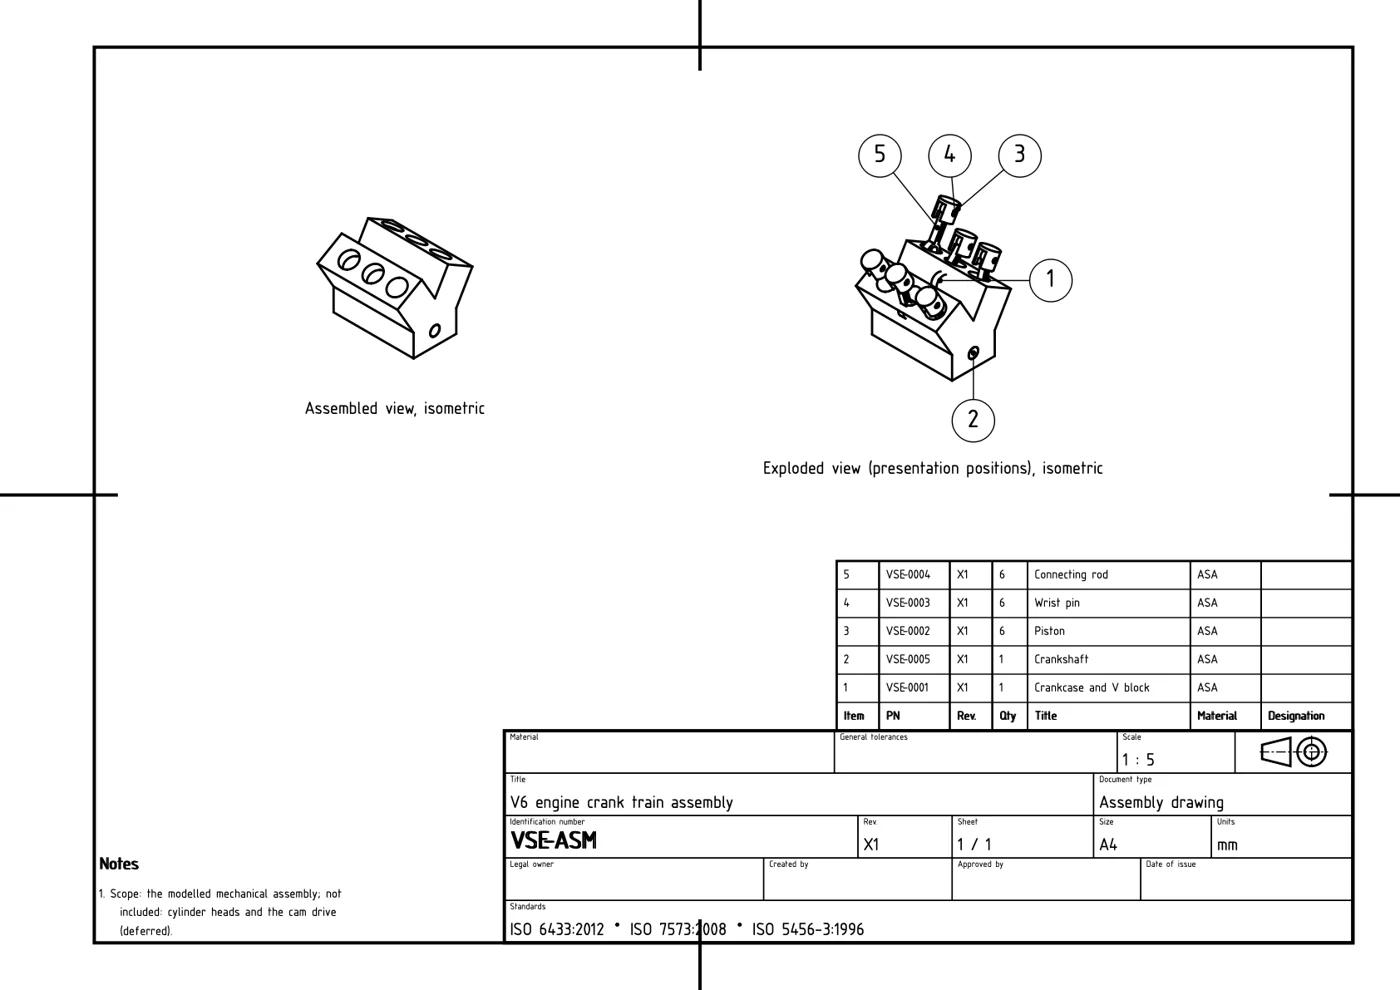 5 4 3
1
2
Assembled view, isometric
Exploded view (presentation positions), isometric
5 VSE-0004 X1 6 Connecting rod ASA
4 VSE-0003 X1 6 Wrist pin ASA
3 VSE-0002 X1 6 Piston ASA
2 VSE-0005 X1 1 Crankshaft ASA
1 VSE-0001 X1 1 Crankcase and V block ASA
Item PN Rev. Qty Title Material Designation
Material General tolerances Scale
1 : 5
Title Document type
V6 engine crank train assembly Assembly drawing
Identification number Rev. Sheet Size Units
VSE-ASM X1 1 / 1 A4 mm
Legal owner Created by Approved by Date of issue
Standards
ISO 6433:2012 • ISO 7573:2008 • ISO 5456-3:1996
Notes
1. Scope: the modelled mechanical assembly; not
included: cylinder heads and the cam drive
(deferred).